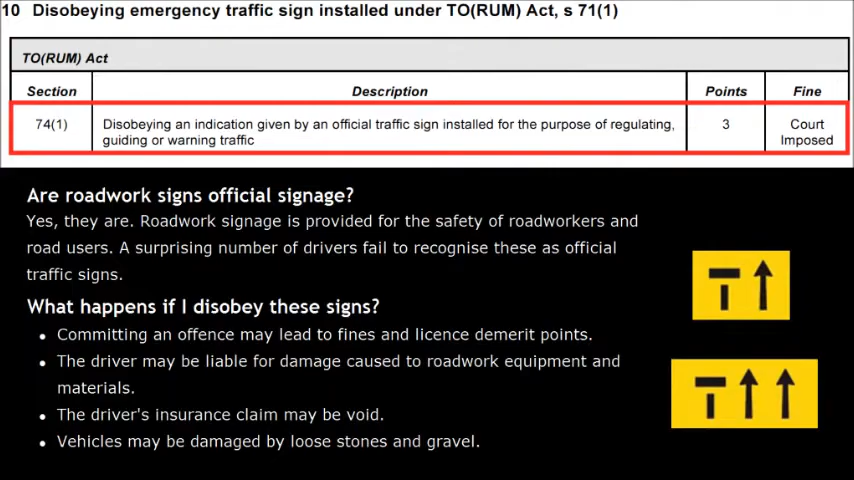 10 Disobeying emergency traffic sign installed under TO(RUM) Act, s 71(1)
TO(RUM) Act
Section Description Points Fine
74(1) Disobeying an indication given by an official traffic sign installed for the purpose of regulating, 3 Court
guiding or warning traffic Imposed
Are roadwork signs official signage?
Yes, they are. Roadwork signage is provided for the safety of roadworkers and
road users. A surprising number of drivers fail to recognise these as official
traffic signs.
What happens if I disobey these signs?
• Committing an offence may lead to fines and licence demerit points.
• The driver may be liable for damage caused to roadwork equipment and
materials.
• The driver's insurance claim may be void.
• Vehicles may be damaged by loose stones and gravel.